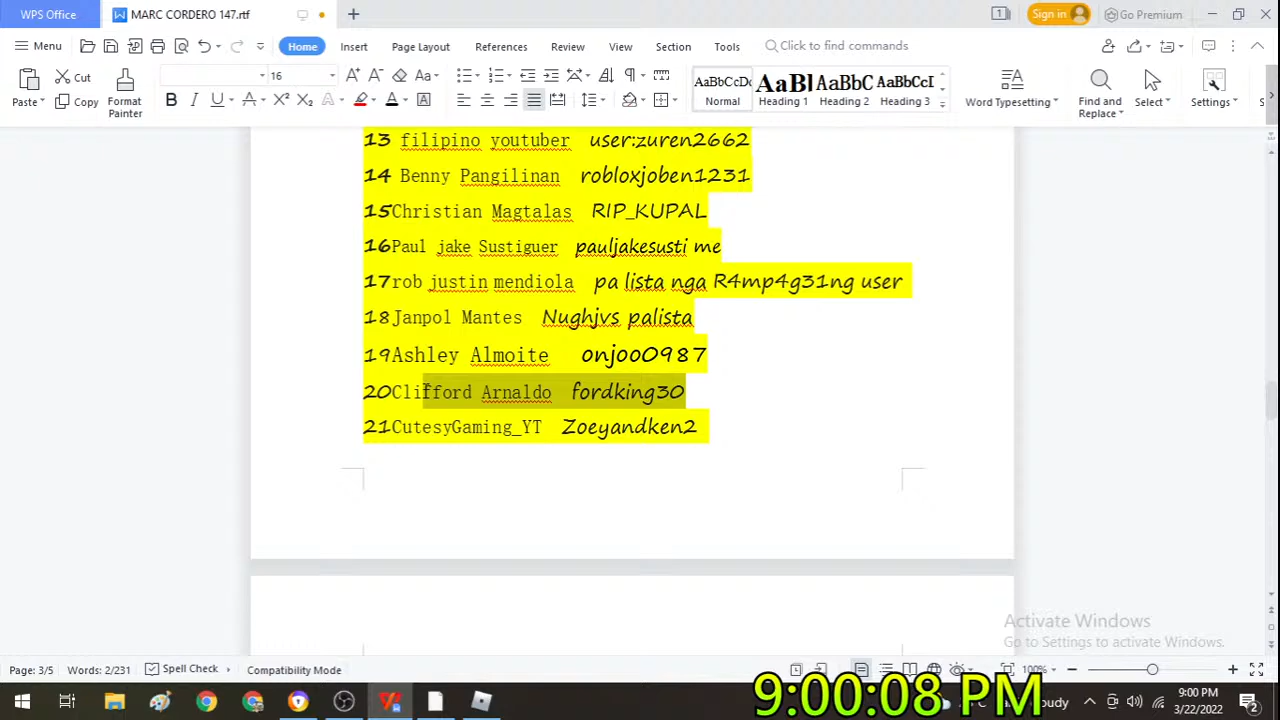 WPS Office MARC CORDERO 147.rtf 1 Sign in Go Premium
Menu Home Insert Page Layout References Review View Section Tools Click to find commands
Paste Cut Copy Format Painter 16 Normal Heading 1 Heading 2 Heading 3 Word Typesetting Find and Replace Select Settings
13 filipino youtuber user:zuren2662
14 Benny Pangilinan robloxjoben1231
15Christian Magtalas RIP_KUPAL
16Paul jake Sustiguer pauljakesusti me
17rob justin mendiola pa lista nga R4mp4g31ng user
18Janpol Mantes Nughjvs palista
19Ashley Almoite onjoo0987
20Clifford Arnaldo fordking30
21CutesyGaming_YT Zoeyandken2
Activate Windows
Go to Settings to activate Windows.
Page: 3/5 Words: 2/231 Spell Check Compatibility Mode 100%
9:00:08 PM
9:00 PM
3/22/2022
2